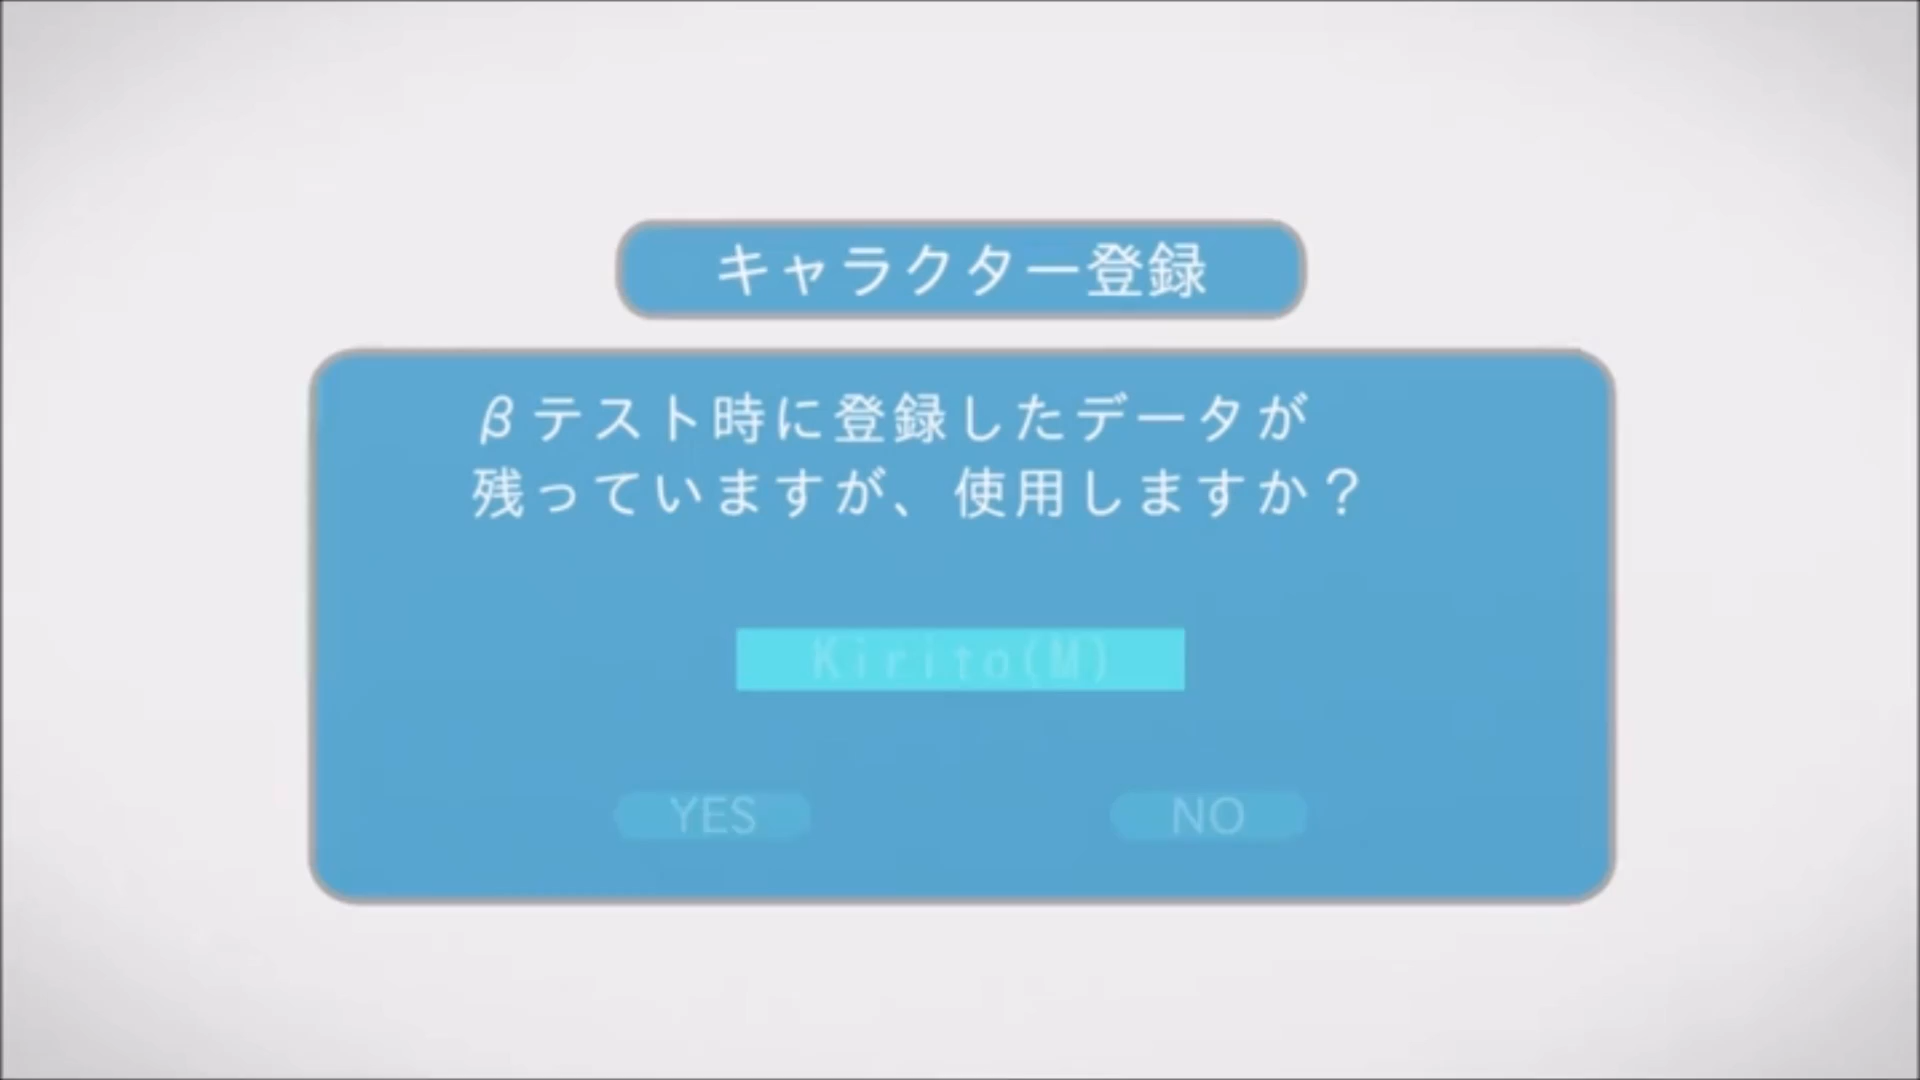 キャラクター登録
βテスト時に登録したデータが
残っていますが、使用しますか？
Kirito(M)
YES
NO